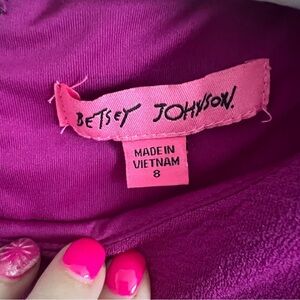 BETSEY JOHNSON.
MADE IN
VIETNAM
8